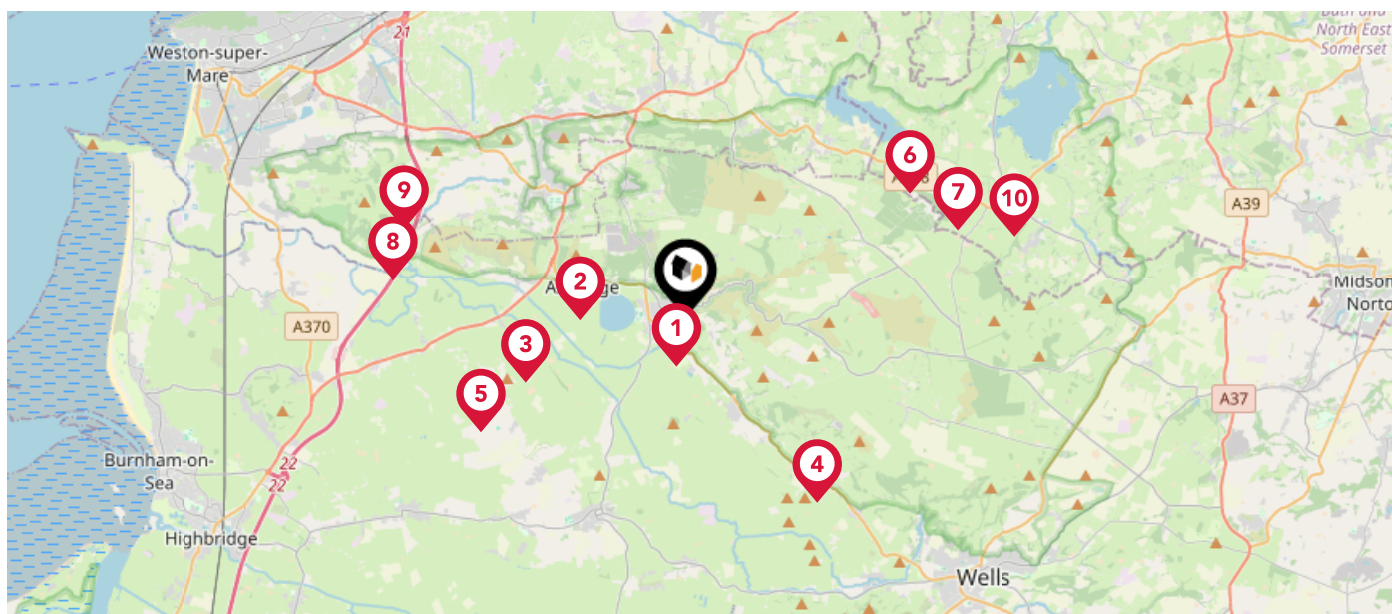 Bath and
North East
Somerset
21
Weston-super-
Mare
6
7
10
9
8
A39
2
1
A370
3
5
Midsom
Norto
A37
4
22
22
Burnham-on-
Sea
Highbridge
Wells